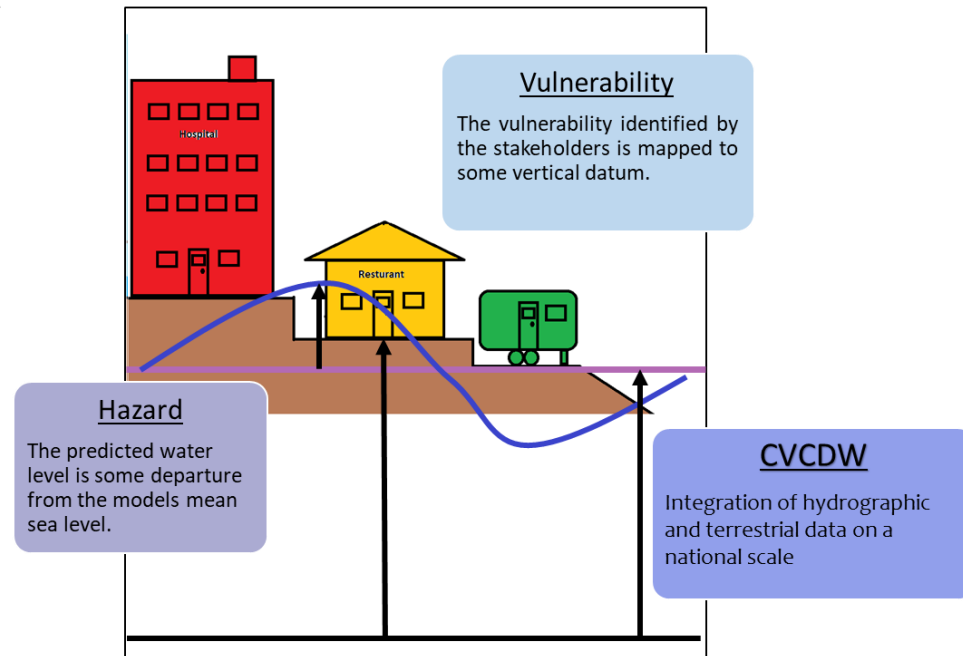 Hospital
Vulnerability
The vulnerability identified by
the stakeholders is mapped to
some vertical datum.
Resturant
Hazard
The predicted water
level is some departure
from the models mean
sea level.
CVCDW
Integration of hydrographic
and terrestrial data on a
national scale